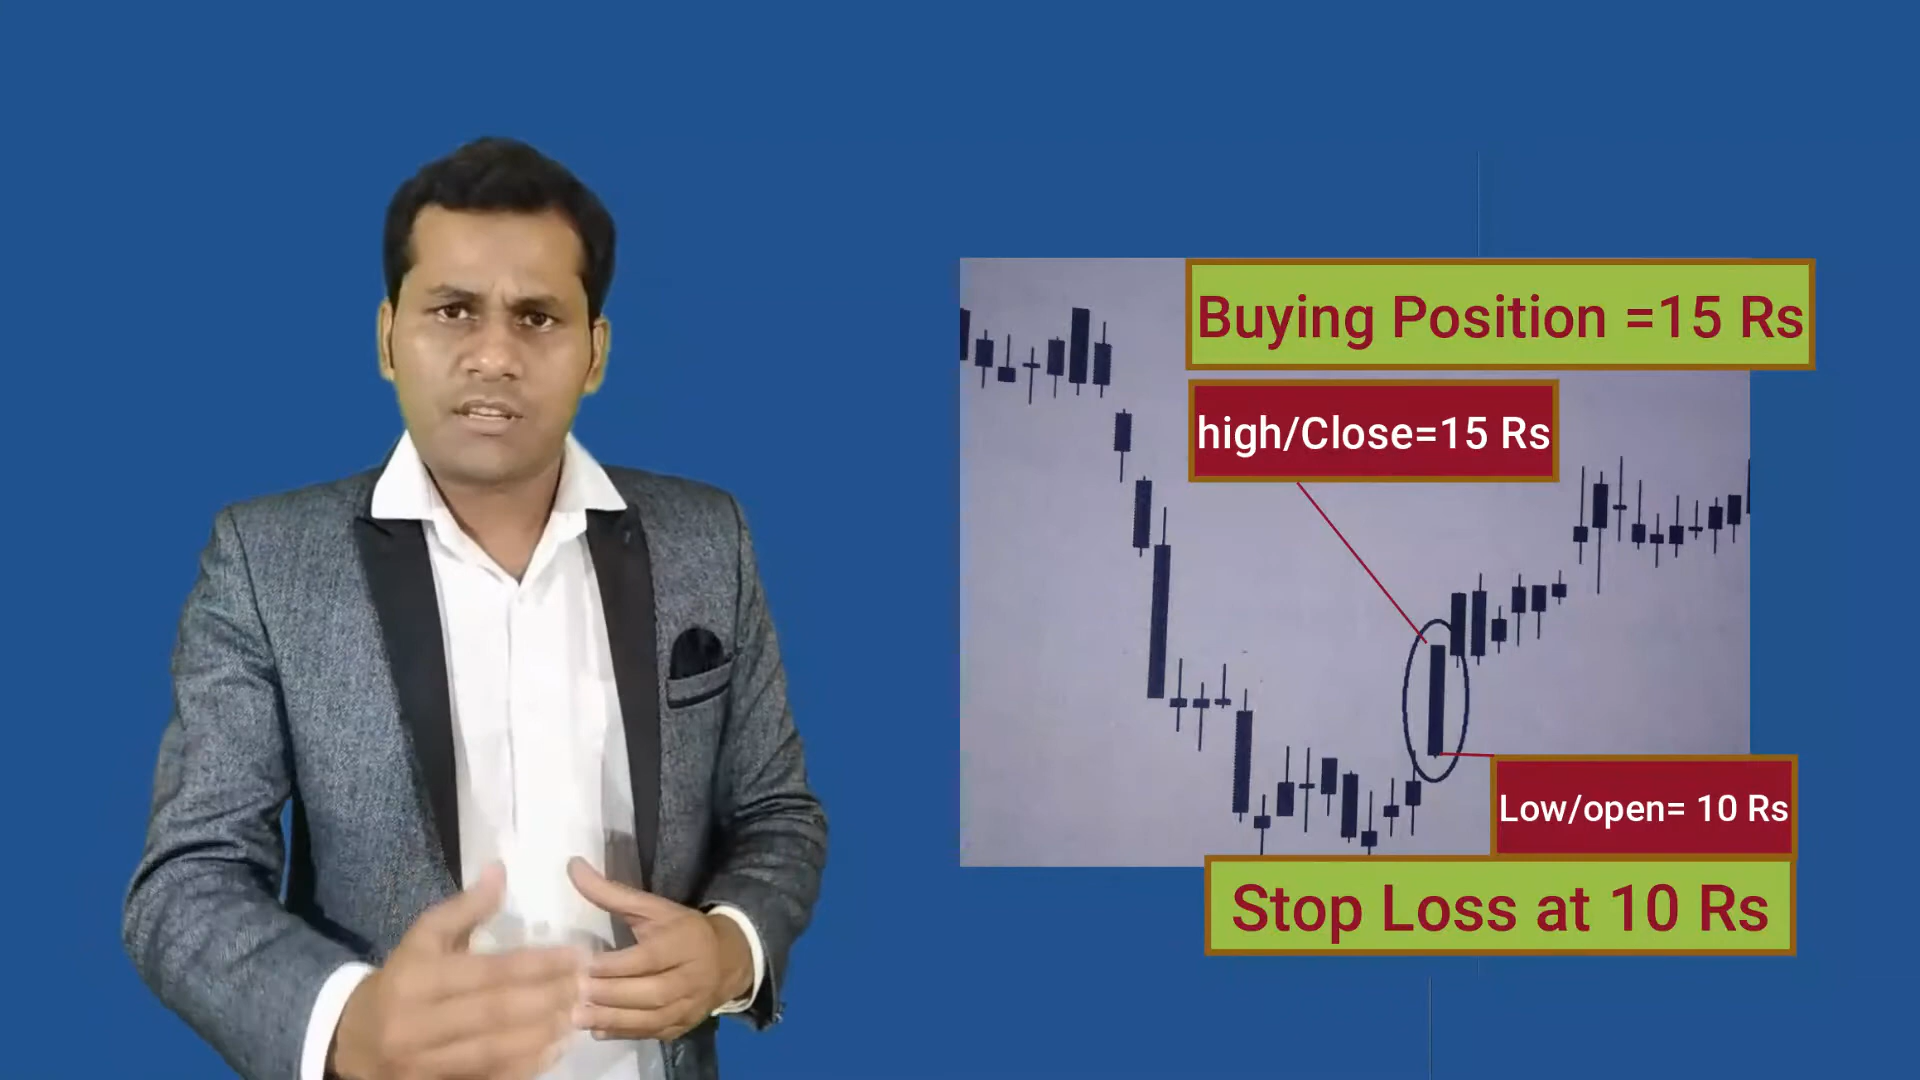 Buying Position =15 Rs
high/Close=15 Rs
Low/open= 10 Rs
Stop Loss at 10 Rs